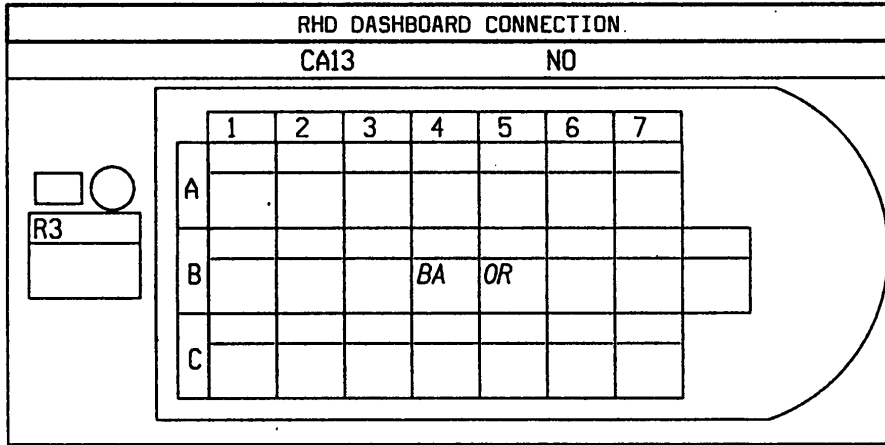 RHD DASHBOARD CONNECTION.
CA13 NO
1 2 3 4 5 6 7
A
R3
B BA OR
C